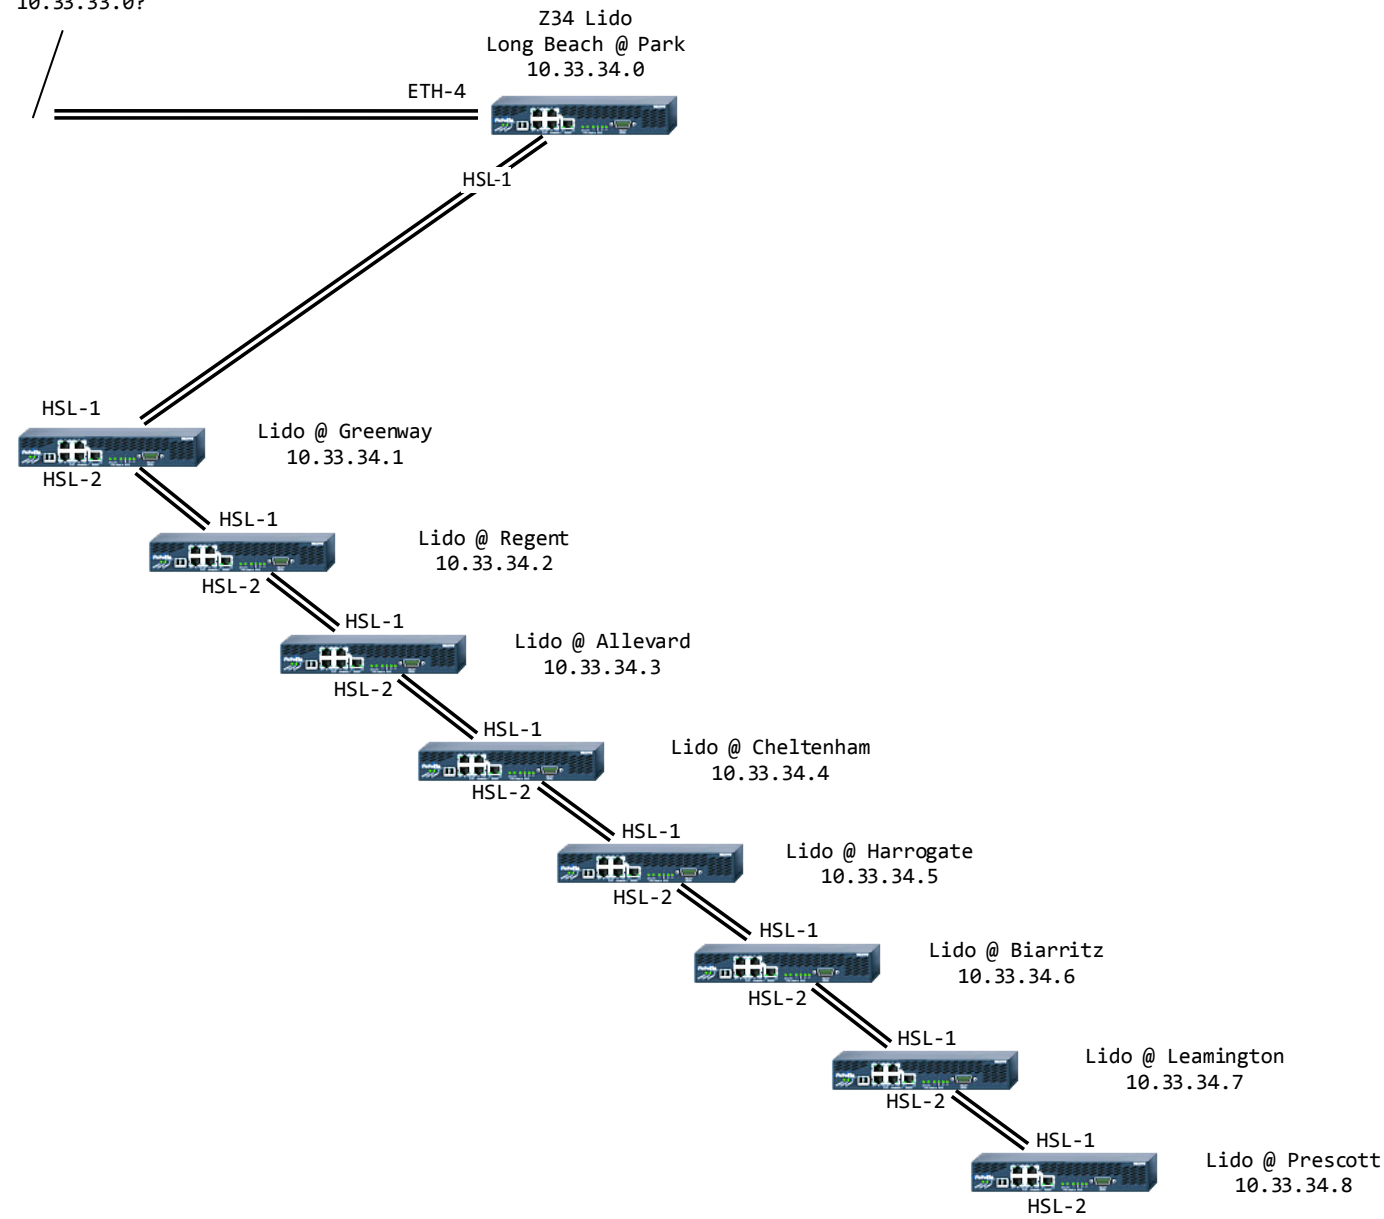 10.33.33.0?
Z34 Lido
Long Beach @ Park
10.33.34.0
ETH-4
HSL-1
HSL-1
Lido @ Greenway
10.33.34.1
HSL-2
HSL-1
Lido @ Regent
10.33.34.2
HSL-2
HSL-1
Lido @ Allevard
10.33.34.3
HSL-2
HSL-1
Lido @ Cheltenham
10.33.34.4
HSL-2
HSL-1
Lido @ Harrogate
10.33.34.5
HSL-2
HSL-1
Lido @ Biarritz
10.33.34.6
HSL-2
HSL-1
Lido @ Leamington
10.33.34.7
HSL-2
HSL-1
Lido @ Prescott
10.33.34.8
HSL-2